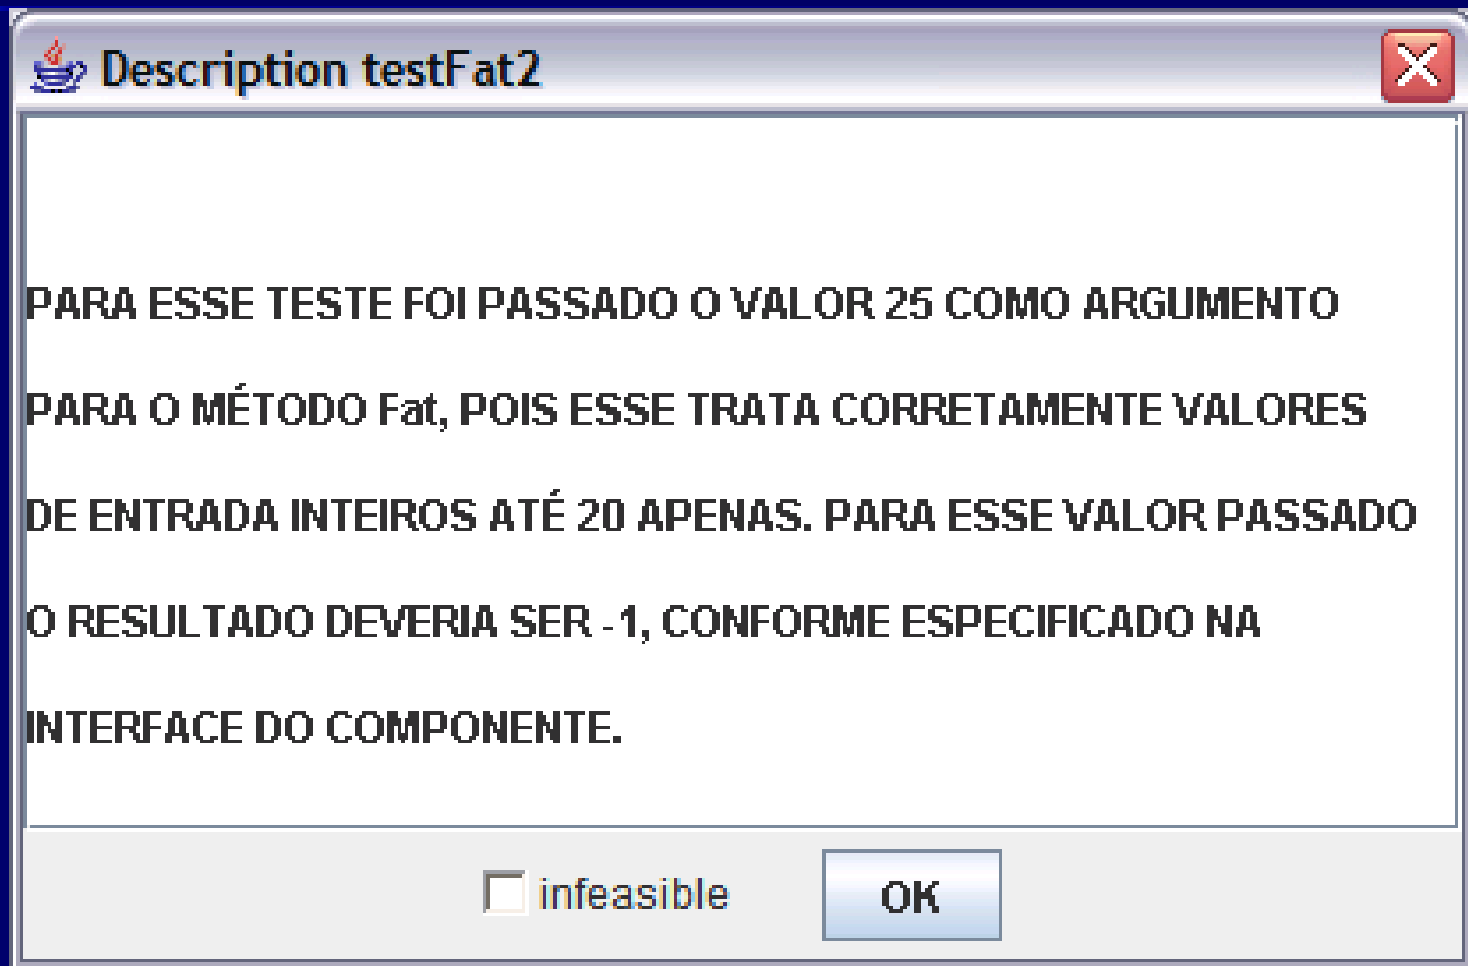 Description testFat2
PARA ESSE TESTE FOI PASSADO O VALOR 25 COMO ARGUMENTO
PARA O MÉTODO Fat, POIS ESSE TRATA CORRETAMENTE VALORES
DE ENTRADA INTEIROS ATÉ 20 APENAS. PARA ESSE VALOR PASSADO
O RESULTADO DEVERIA SER -1, CONFORME ESPECIFICADO NA
INTERFACE DO COMPONENTE.
infeasible OK